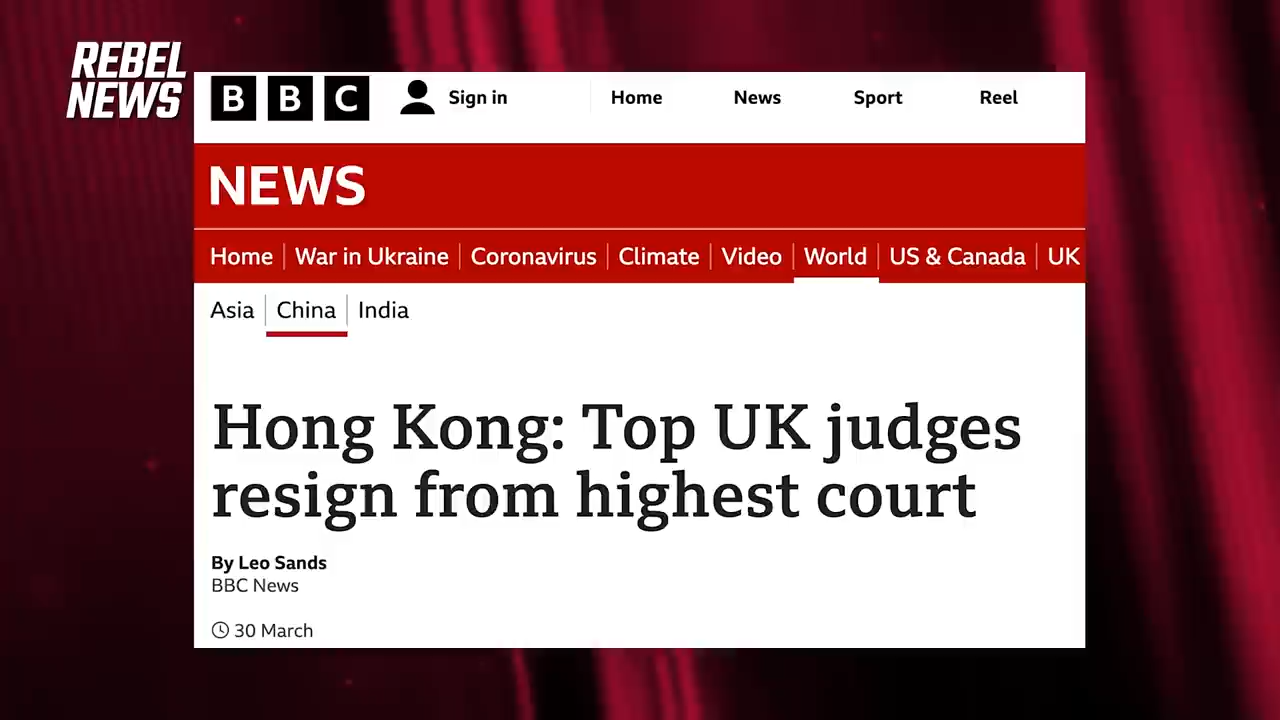 REBEL
NEWS
BBC Sign in Home News Sport Reel
NEWS
Home War in Ukraine Coronavirus Climate Video World US & Canada UK
Asia China India
Hong Kong: Top UK judges
resign from highest court
By Leo Sands
BBC News
30 March